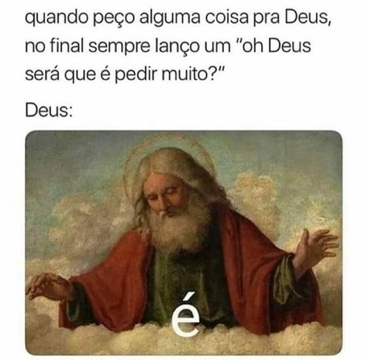 quando peço alguma coisa pra Deus,
no final sempre lanço um “oh Deus
será que é pedir muito?”
Deus:
é